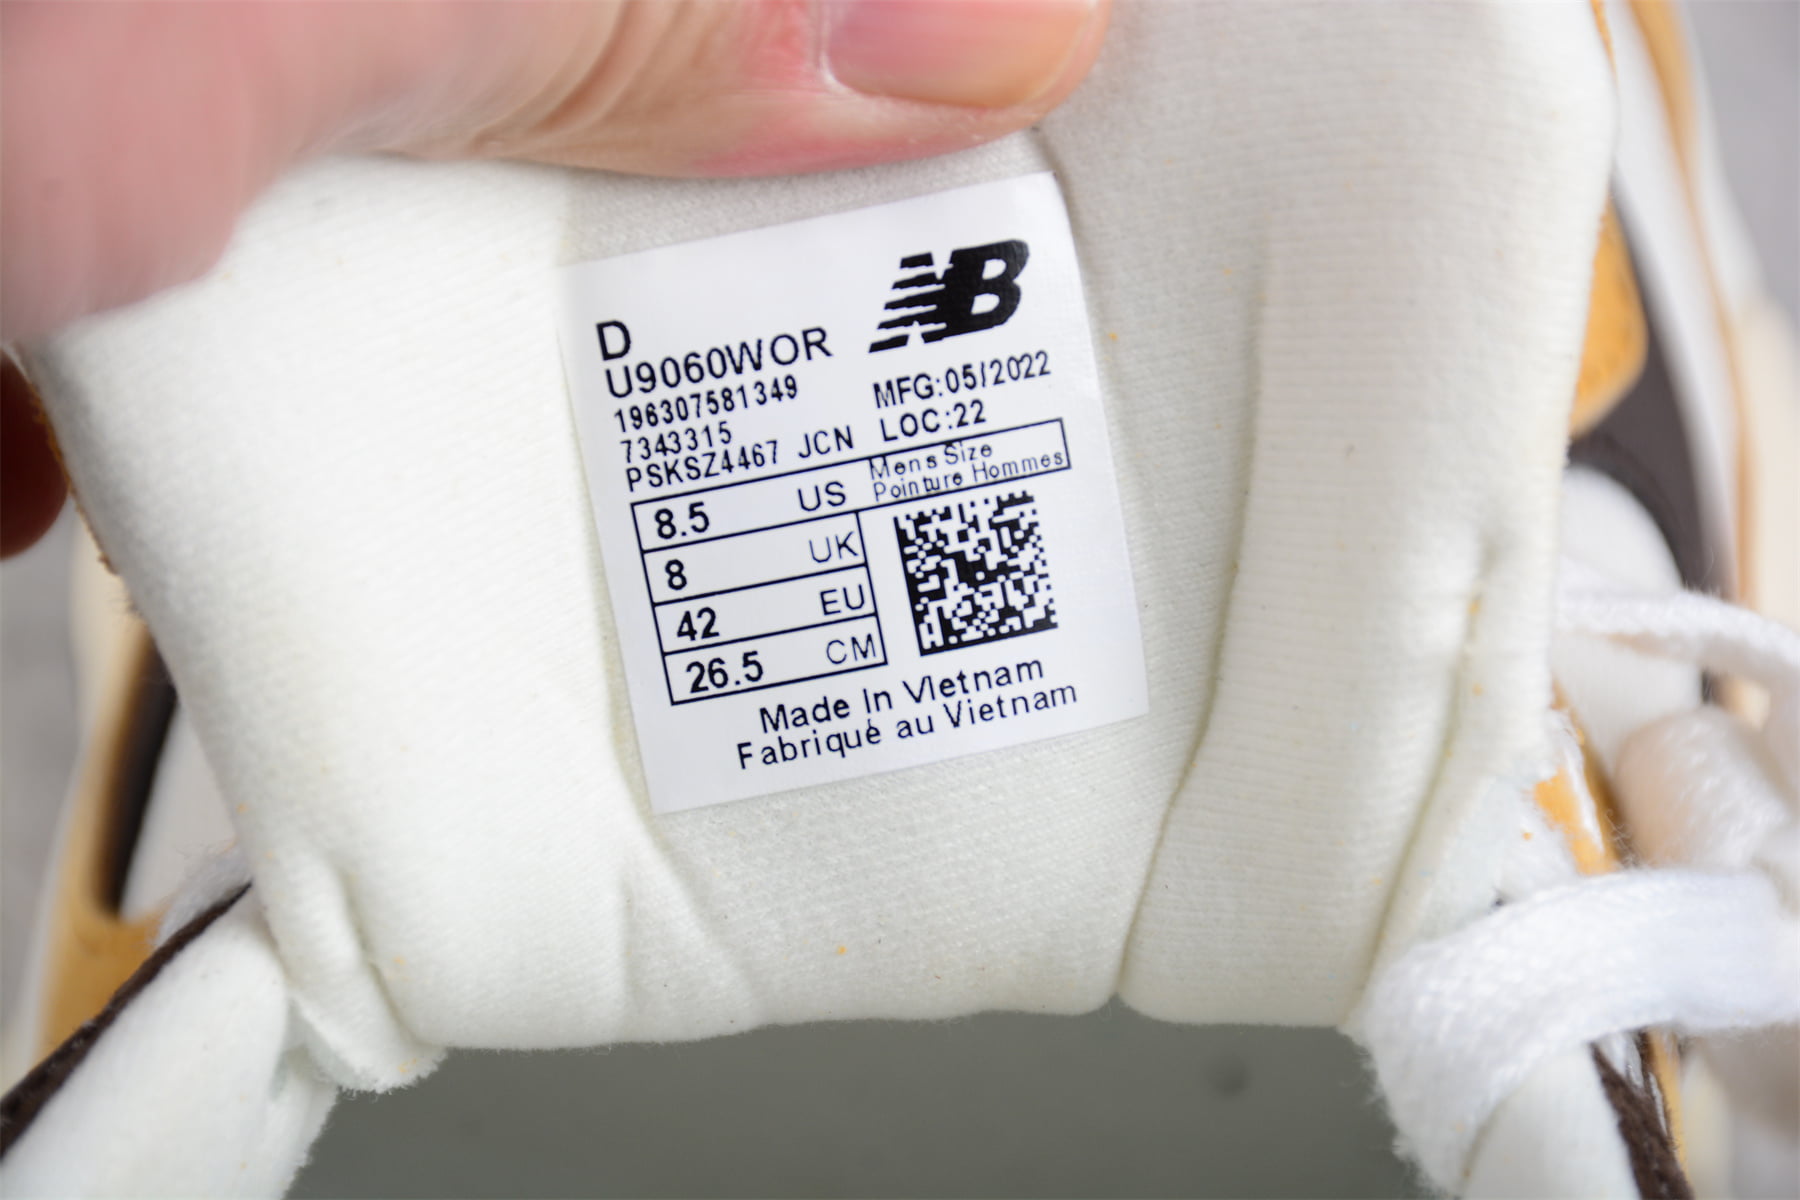 NB
D
U9060WOR
196307581349
7343315
PSKSZ4467 JCN
MFG:05/2022
LOC:22
Mens Size
Pointure Hommes
8.5 US
8 UK
42 EU
26.5 CM
Made In Vietnam
Fabriqué au Vietnam